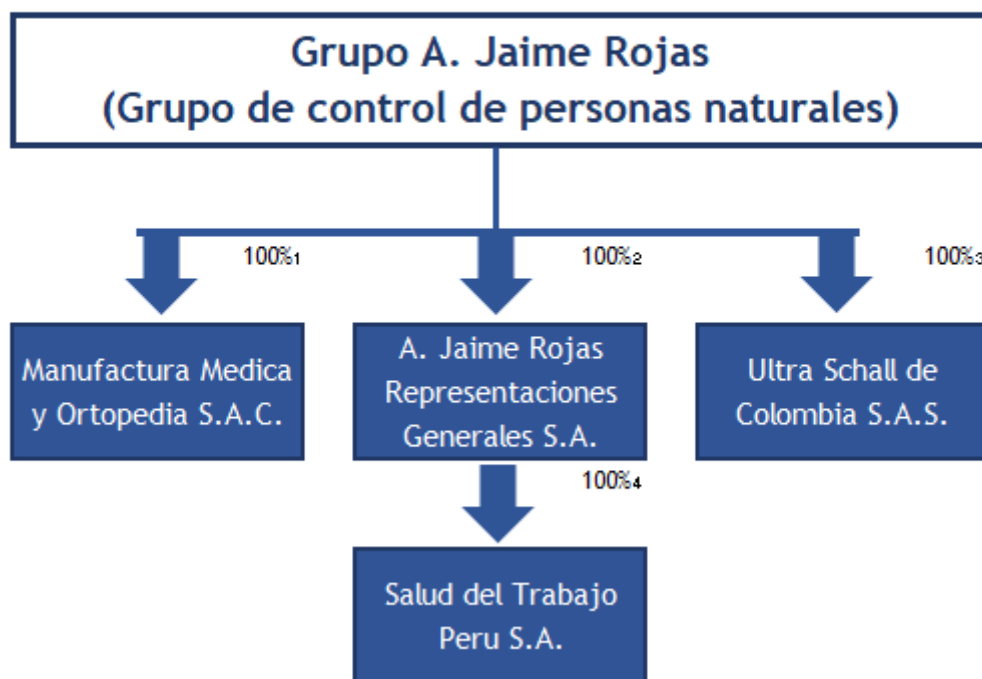 Grupo A. Jaime Rojas
(Grupo de control de personas naturales)
100%1
100%2
100%3
Manufactura Medica
y Ortopedia S.A.C.
A. Jaime Rojas
Representaciones
Generales S.A.
Ultra Schall de
Colombia S.A.S.
100%4
Salud del Trabajo
Peru S.A.